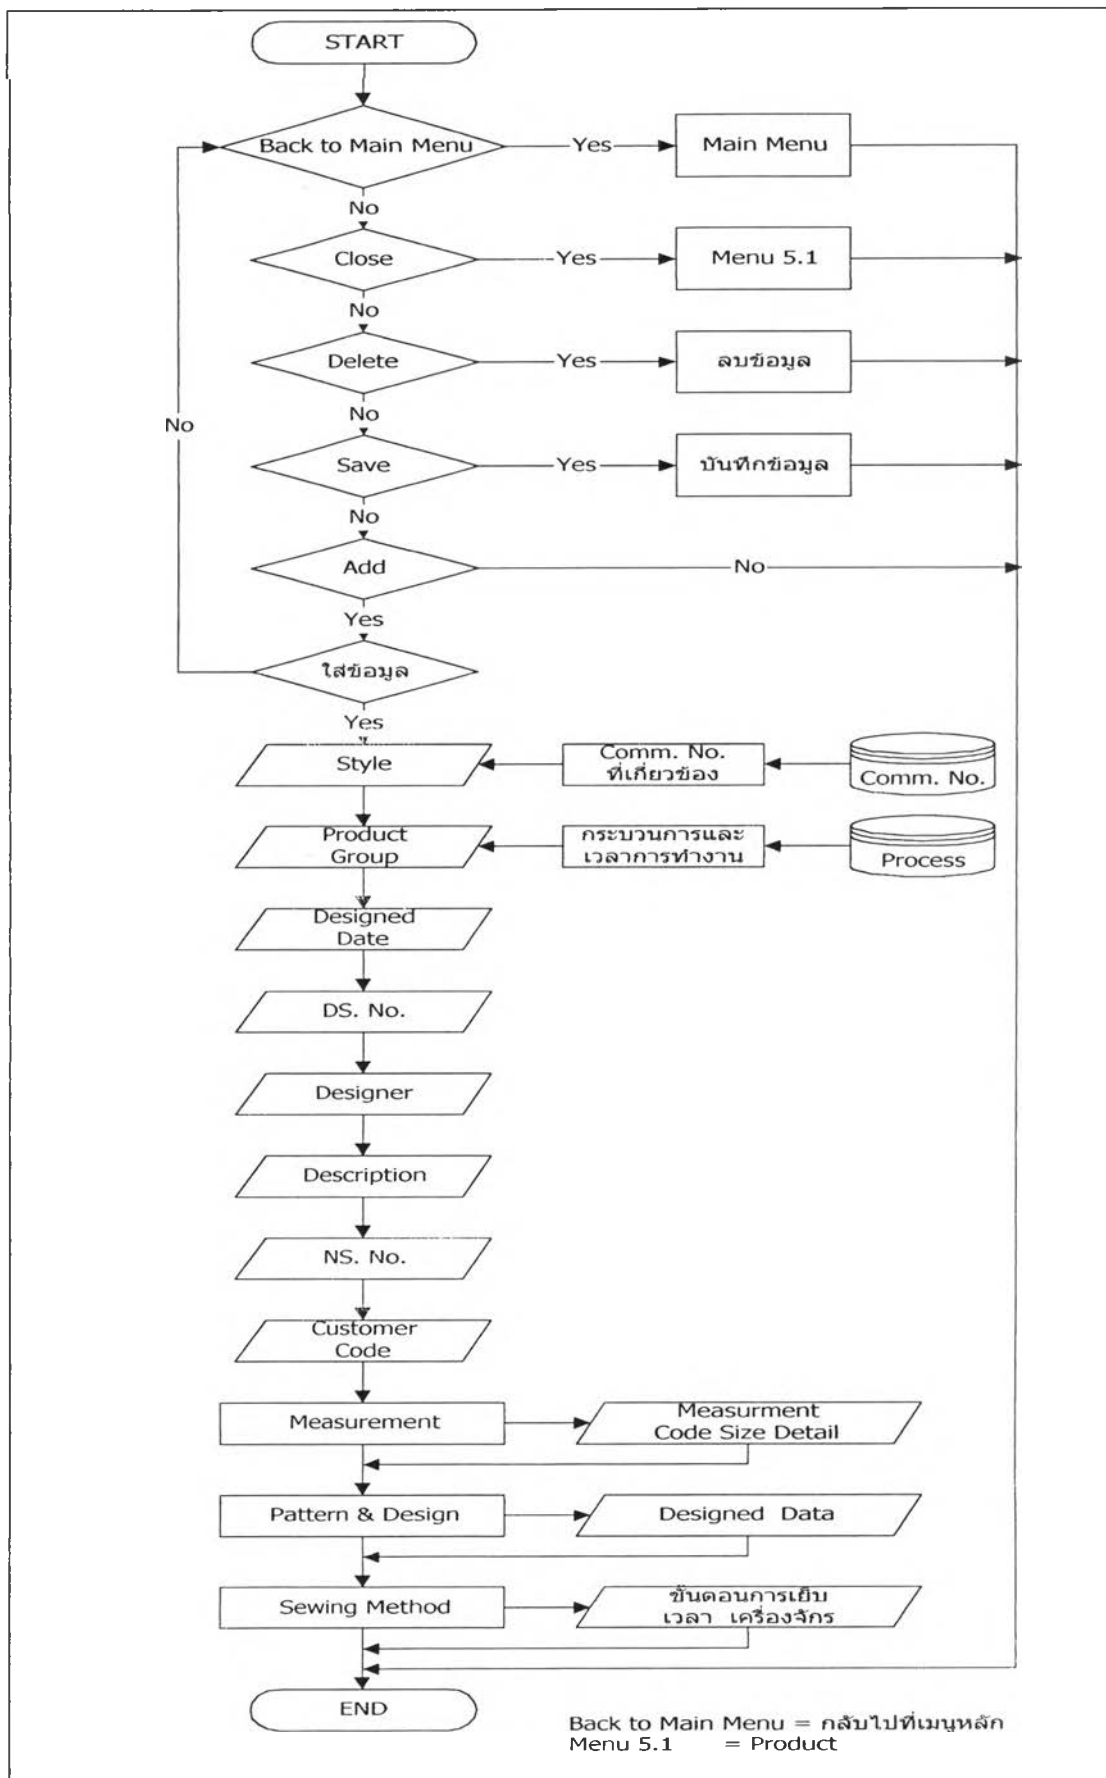 START
Back to Main Menu
Yes
Main Menu
No
Close
Yes
Menu 5.1
No
Delete
Yes
ลบข้อมูล
No
No
Save
Yes
บันทึกข้อมูล
No
Add
No
Yes
ใส่ข้อมูล
Yes
Style
Comm. No.
ที่เกี่ยวข้อง
Comm. No.
Product
Group
กระบวนการและ
เวลาการทำงาน
Process
Designed
Date
DS. No.
Designer
Description
NS. No.
Customer
Code
Measurement
Measurment
Code Size Detail
Pattern & Design
Designed Data
Sewing Method
ขั้นตอนการเย็บ
เวลา เครื่องจักร
END
Back to Main Menu = กลับไปที่เมนูหลัก
Menu 5.1 = Product